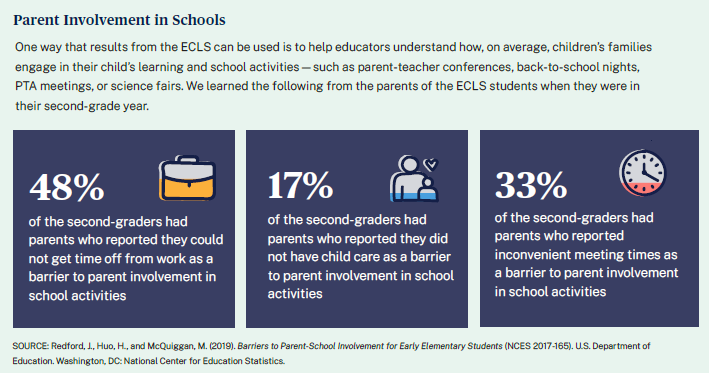 Parent Involvement in Schools
One way that results from the ECLS can be used is to help educators understand how, on average, children's families
engage in their child's learning and school activities—such as parent-teacher conferences, back-to-school nights,
PTA meetings, or science fairs. We learned the following from the parents of the ECLS students when they were in
their second-grade year.
48%
of the second-graders had
parents who reported they could
not get time off from work as a
barrier to parent involvement in
school activities
17%
of the second-graders had
parents who reported they did
not have child care as a barrier
to parent involvement in school
activities
33%
of the second-graders had
parents who reported
inconvenient meeting times as
a barrier to parent involvement
in school activities
SOURCE: Redford, J., Huo, H., and McQuiggan, M. (2019). Barriers to Parent-School Involvement for Early Elementary Students (NCES 2017-165). U.S. Department of
Education. Washington, DC: National Center for Education Statistics.